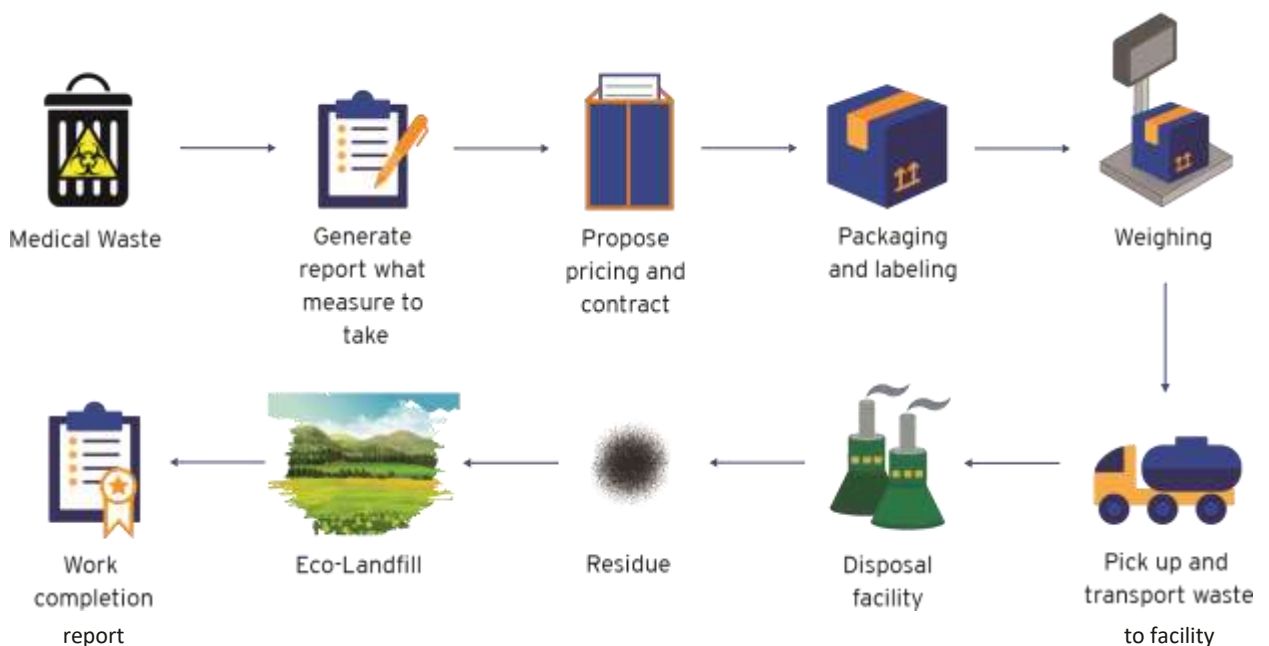 Medical Waste
Generate
report what
measure to
take
Propose
pricing and
contract
Packaging
and labeling
Weighing
Work
completion
report
Eco-Landfill
Residue
Disposal
facility
Pick up and
transport waste
to facility